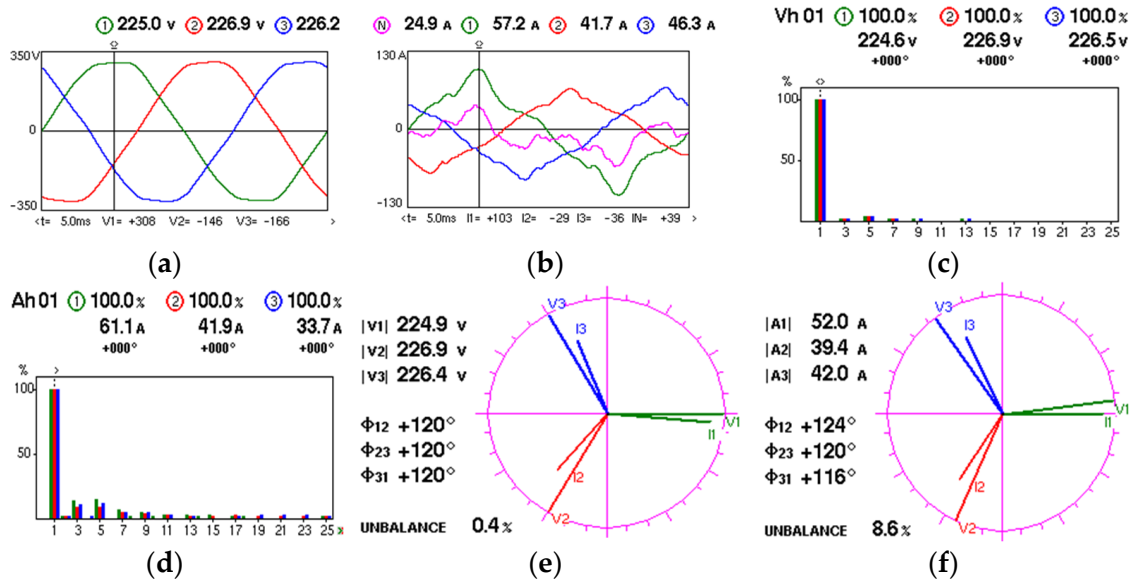 1 225.0 V 2 226.9 V 3 226.2
350V
0
-350
<t= 5.0ms V1= +308 V2= -146 V3= -166 >
(a)
N 24.9 A 1 57.2 A 2 41.7 A 3 46.3 A
130 A
0
-130
<t= 5.0ms I1= +103 I2= -29 I3= -36 IN= +39 >
(b)
Vh 01 1 100.0 % 2 100.0 % 3 100.0 %
224.6 V 226.9 V 226.5 V
+000° +000° +000°
%
100
50
1 3 5 7 9 11 13 15 17 19 21 23 25
(c)
Ah 01 1 100.0 % 2 100.0 % 3 100.0 %
61.1 A 41.9 A 33.7 A
+000° +000° +000°
%
100
50
1 3 5 7 9 11 13 15 17 19 21 23 25
(d)
|V1| 224.9 V
|V2| 226.9 V
|V3| 226.4 V
Φ12 +120°
Φ23 +120°
Φ31 +120°
UNBALANCE 0.4 %
V3
I3
V1
I1
I2
V2
(e)
|A1| 52.0 A
|A2| 39.4 A
|A3| 42.0 A
Φ12 +124°
Φ23 +120°
Φ31 +116°
UNBALANCE 8.6 %
V3
I3
V1
I1
I2
V2
(f)